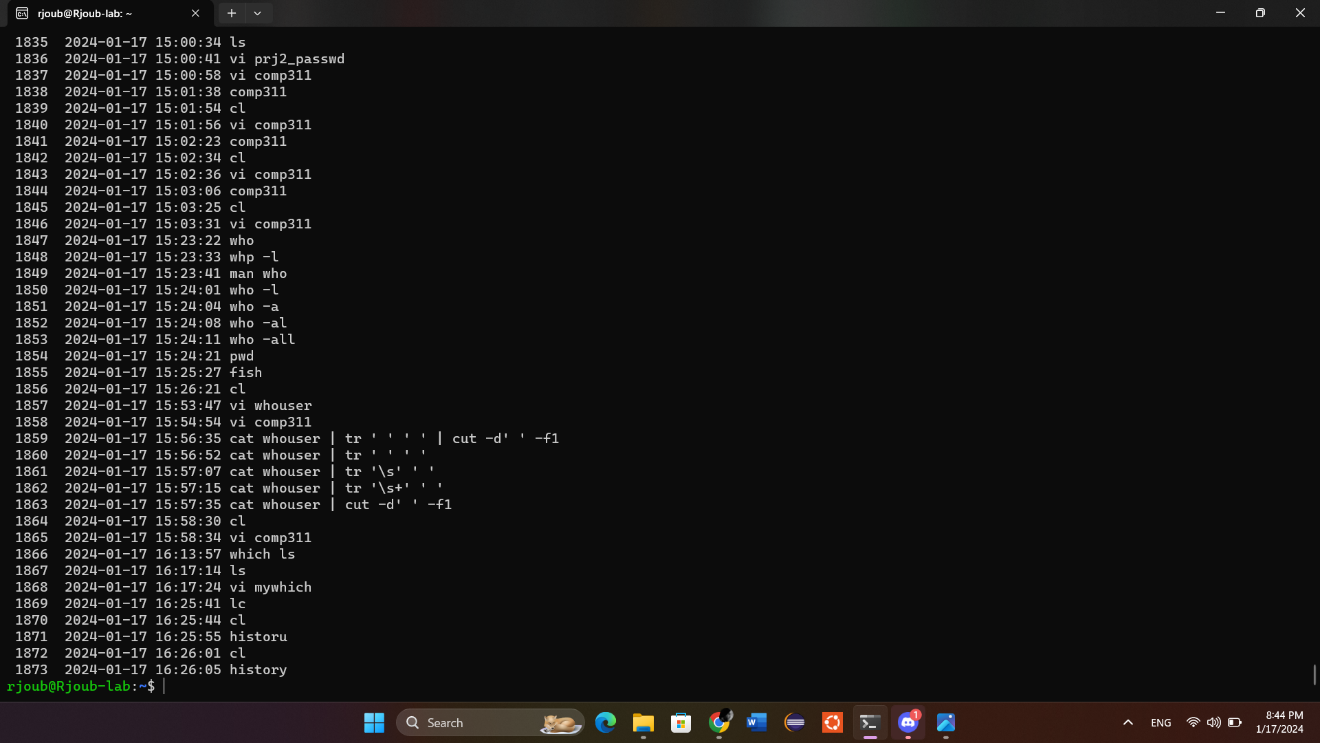 rjoub@Rjoub-lab: ~
1835 2024-01-17 15:00:34 ls
1836 2024-01-17 15:00:41 vi prj2_passwd
1837 2024-01-17 15:00:58 vi comp311
1838 2024-01-17 15:01:38 comp311
1839 2024-01-17 15:01:54 cl
1840 2024-01-17 15:01:56 vi comp311
1841 2024-01-17 15:02:23 comp311
1842 2024-01-17 15:02:34 cl
1843 2024-01-17 15:02:36 vi comp311
1844 2024-01-17 15:03:06 comp311
1845 2024-01-17 15:03:25 cl
1846 2024-01-17 15:03:31 vi comp311
1847 2024-01-17 15:23:22 who
1848 2024-01-17 15:23:33 whp -l
1849 2024-01-17 15:23:41 man who
1850 2024-01-17 15:24:01 who -l
1851 2024-01-17 15:24:04 who -a
1852 2024-01-17 15:24:08 who -al
1853 2024-01-17 15:24:11 who -all
1854 2024-01-17 15:24:21 pwd
1855 2024-01-17 15:25:27 fish
1856 2024-01-17 15:26:21 cl
1857 2024-01-17 15:53:47 vi whouser
1858 2024-01-17 15:54:54 vi comp311
1859 2024-01-17 15:56:35 cat whouser | tr ' ' ' ' | cut -d' ' -f1
1860 2024-01-17 15:56:52 cat whouser | tr ' ' ' '
1861 2024-01-17 15:57:07 cat whouser | tr '\s' ' '
1862 2024-01-17 15:57:15 cat whouser | tr '\s+' ' '
1863 2024-01-17 15:57:35 cat whouser | cut -d' ' -f1
1864 2024-01-17 15:58:30 cl
1865 2024-01-17 15:58:34 vi comp311
1866 2024-01-17 16:13:57 which ls
1867 2024-01-17 16:17:14 ls
1868 2024-01-17 16:17:24 vi mywhich
1869 2024-01-17 16:25:41 lc
1870 2024-01-17 16:25:44 cl
1871 2024-01-17 16:25:55 historu
1872 2024-01-17 16:26:01 cl
1873 2024-01-17 16:26:05 history
rjoub@Rjoub-lab:~$
Search
1
ENG
8:44 PM
1/17/2024